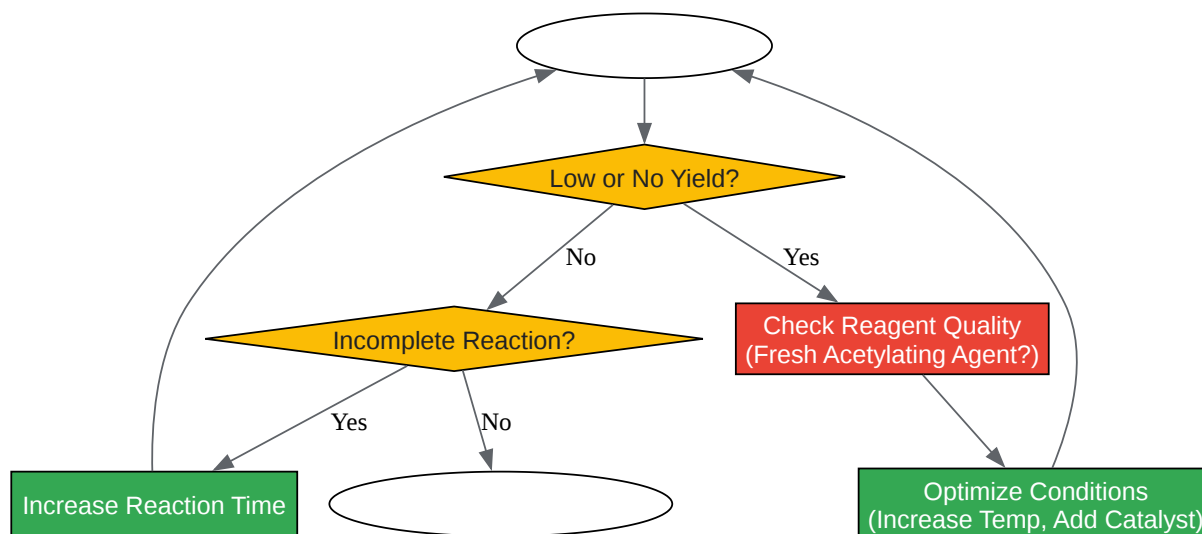 Low or No Yield?
No
Yes
Check Reagent Quality
(Fresh Acetylating Agent?)
Incomplete Reaction?
Yes
No
Increase Reaction Time
Optimize Conditions
(Increase Temp, Add Catalyst)